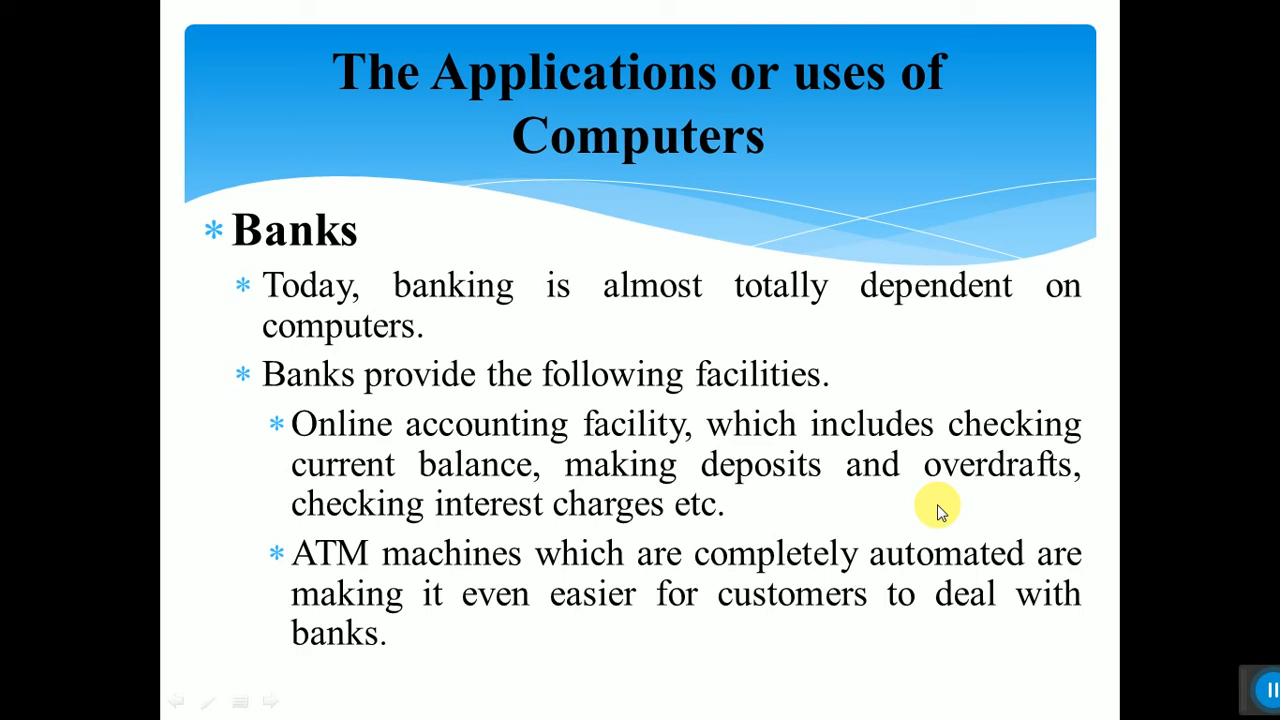 The Applications or uses of
Computers
* Banks
* Today, banking is almost totally dependent on
computers.
* Banks provide the following facilities.
* Online accounting facility, which includes checking
current balance, making deposits and overdrafts,
checking interest charges etc.
* ATM machines which are completely automated are
making it even easier for customers to deal with
banks.